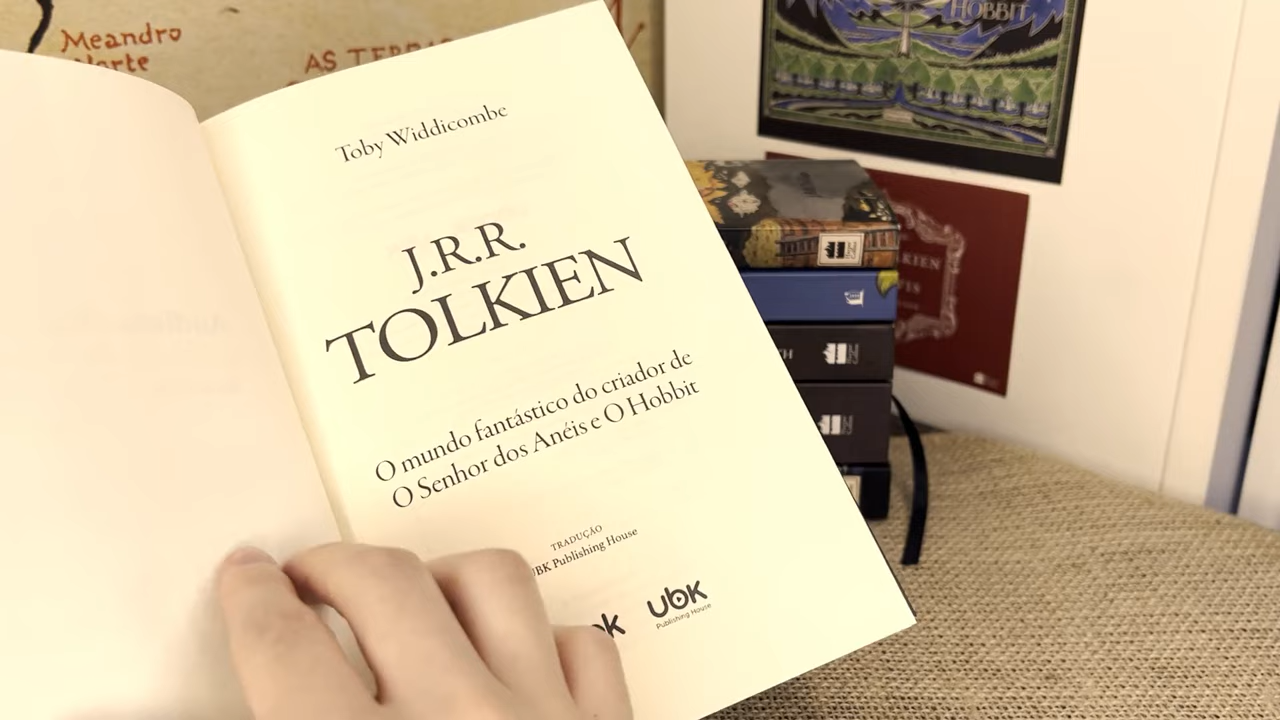 Meandro
Norte
AS TERRAS
HOBBIT
Toby Widdicombe
J.R.R.
TOLKIEN
O mundo fantástico do criador de
O Senhor dos Anéis e O Hobbit
TRADUÇÃO
UBK Publishing House
UBK
Publishing House